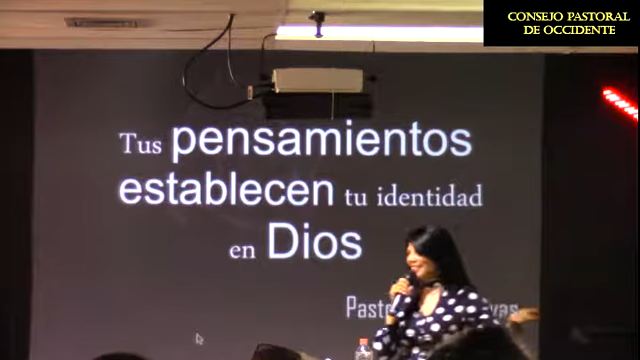 CONSEJO PASTORAL
DE OCCIDENTE
Tus pensamientos
establecen tu identidad
en Dios